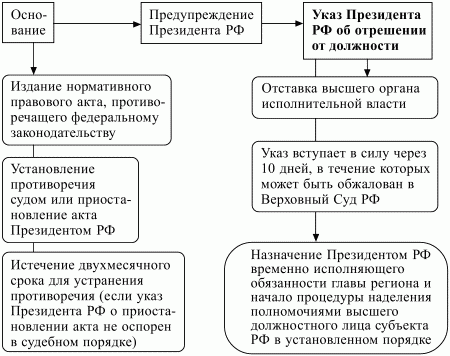 Осно-
вание
Предупреждение
Президента РФ
Указ Президента
РФ об отрешении
от должности
Издание нормативного
правового акта, противо-
речащего федеральному
законодательству
Установление
противоречия
судом или приоста-
новление акта
Президентом РФ
Истечение двухмесячного
срока для устранения
противоречия (если указ
Президента РФ о приоста-
новлении акта не оспорен
в судебном порядке)
Отставка высшего органа
исполнительной власти
Указ вступает в силу через
10 дней, в течение которых
может быть обжалован в
Верховный Суд РФ
Назначение Президентом РФ
временно исполняющего
обязанности главы региона и
начало процедуры наделения
полномочиями высшего
должностного лица субъекта
РФ в установленном порядке